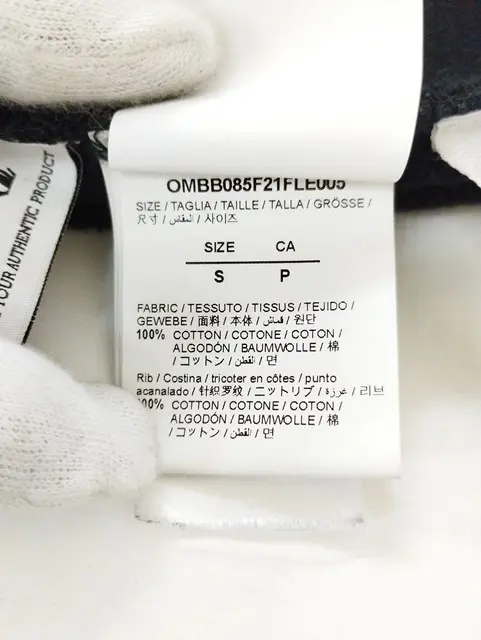 OMBB085F21FLE005
SIZE / TAGLIA / TAILLE / TALLA / GRÖSSE /
尺寸 / المقاس / 사이즈
SIZE CA
S P
FABRIC / TESSUTO / TISSUS / TEJIDO /
GEWEBE / 面料 / 本体 / قماش / 원단
100% COTTON / COTONE / COTON /
ALGODÓN / BAUMWOLLE / 棉
/ コットン / القطن / 면
Rib / Costina / tricoter en côtes / punto
acanalado / 针织罗纹 / ニットリブ / غرزة / 리브
100% COTTON / COTONE / COTON /
ALGODÓN / BAUMWOLLE / 棉
/ コットン / القطن / 면
YOUR AUTHENTIC PRODUCT